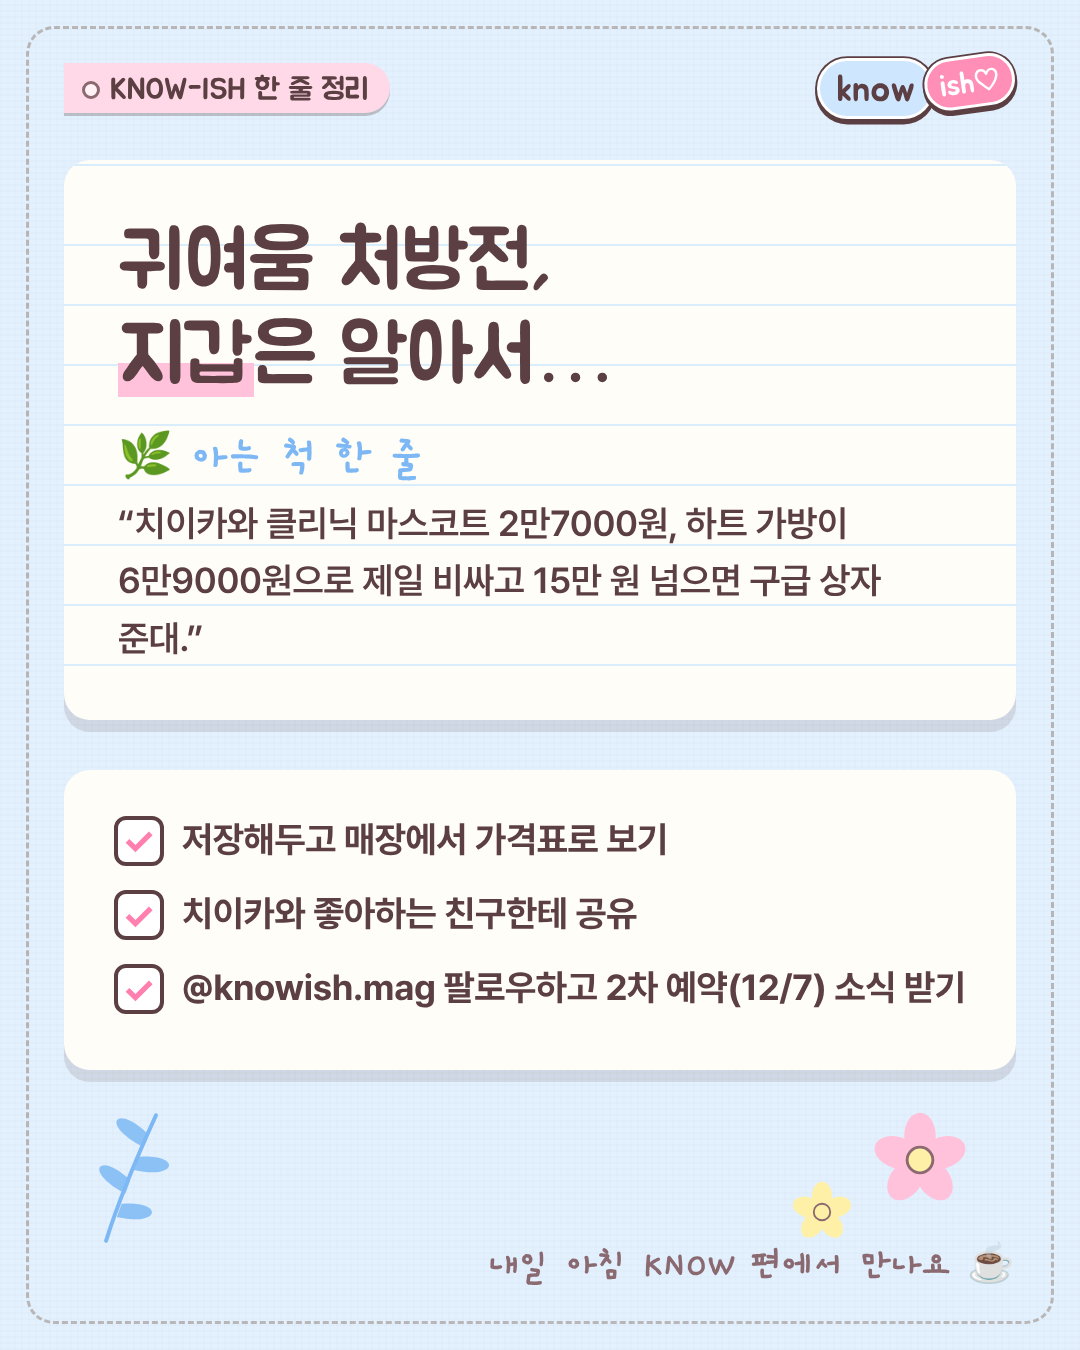 KNOW-ISH 한 줄 정리
know ish♡
귀여움 처방전,
지갑은 알아서...
🌿 아는 척 한 줄
“치이카와 클리닉 마스코트 2만7000원, 하트 가방이
6만9000원으로 제일 비싸고 15만 원 넘으면 구급 상자
준대.”
저장해두고 매장에서 가격표로 보기
치이카와 좋아하는 친구한테 공유
@knowish.mag 팔로우하고 2차 예약(12/7) 소식 받기
내일 아침 KNOW 편에서 만나요 ☕